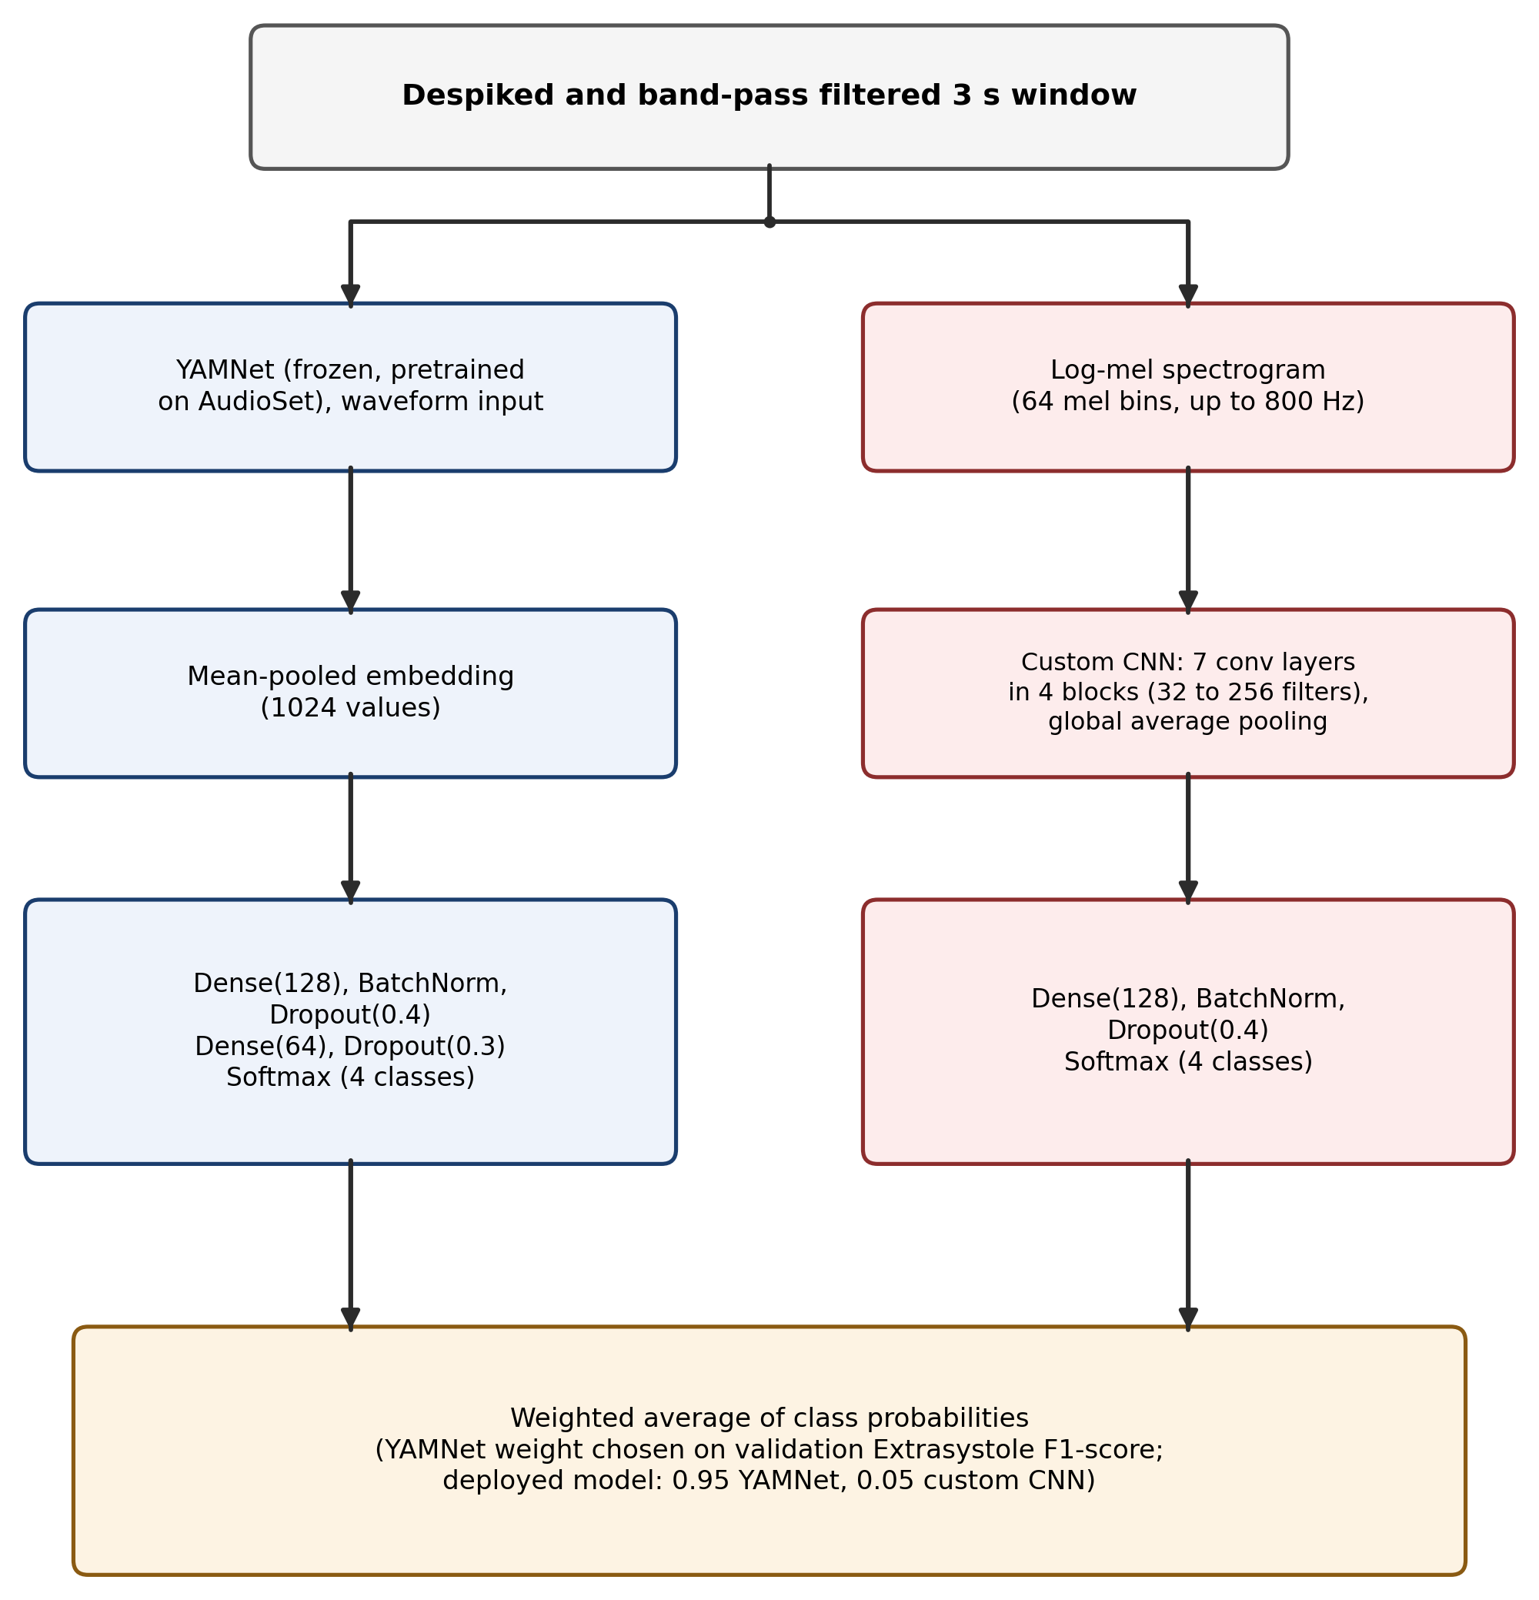 Despiked and band-pass filtered 3 s window
YAMNet (frozen, pretrained
on AudioSet), waveform input
Log-mel spectrogram
(64 mel bins, up to 800 Hz)
Mean-pooled embedding
(1024 values)
Custom CNN: 7 conv layers
in 4 blocks (32 to 256 filters),
global average pooling
Dense(128), BatchNorm,
Dropout(0.4)
Dense(64), Dropout(0.3)
Softmax (4 classes)
Dense(128), BatchNorm,
Dropout(0.4)
Softmax (4 classes)
Weighted average of class probabilities
(YAMNet weight chosen on validation Extrasystole F1-score;
deployed model: 0.95 YAMNet, 0.05 custom CNN)